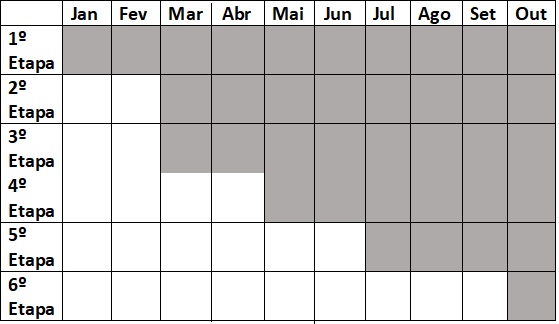 Jan Fev Mar Abr Mai Jun Jul Ago Set Out
1º
Etapa
2º
Etapa
3º
Etapa
4º
Etapa
5º
Etapa
6º
Etapa